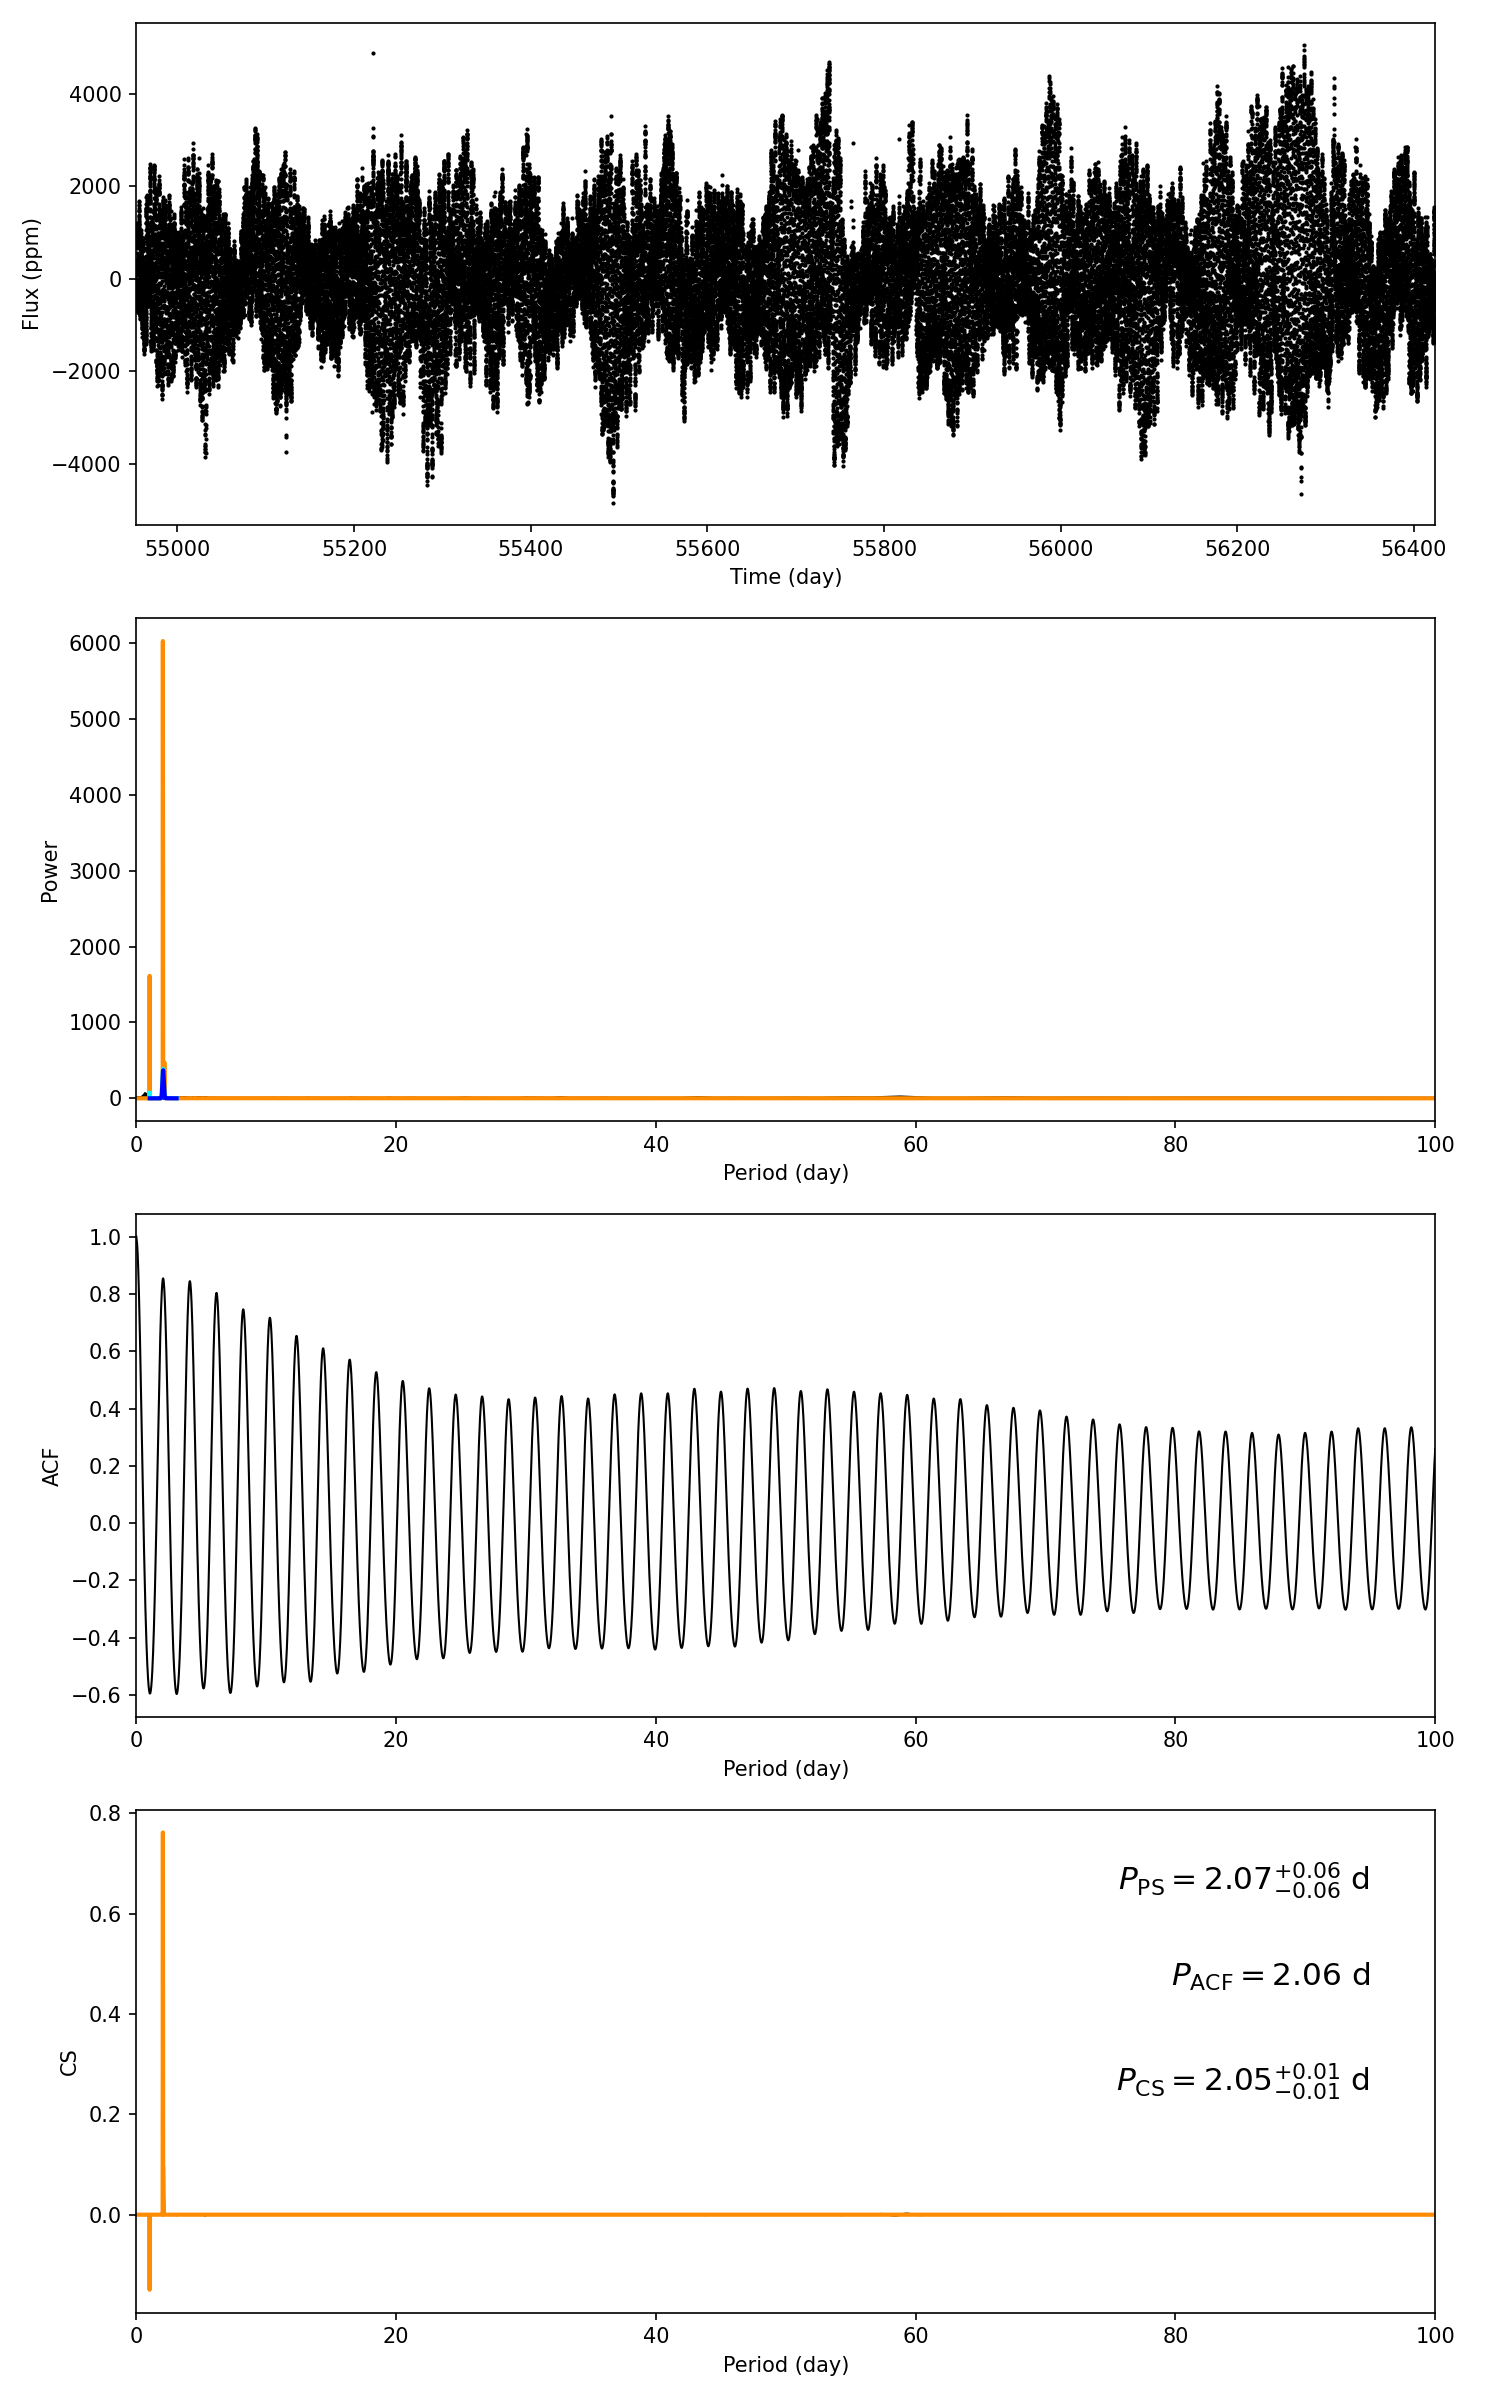 4000
2000
0
−2000
−4000
Flux (ppm)
55000 55200 55400 55600 55800 56000 56200 56400
Time (day)
6000
5000
4000
3000
2000
1000
0
Power
0 20 40 60 80 100
Period (day)
1.0
0.8
0.6
0.4
0.2
0.0
−0.2
−0.4
−0.6
ACF
0 20 40 60 80 100
Period (day)
0.8
0.6
0.4
0.2
0.0
CS
P_PS = 2.07^{+0.06}_{−0.06} d
P_ACF = 2.06 d
P_CS = 2.05^{+0.01}_{−0.01} d
0 20 40 60 80 100
Period (day)